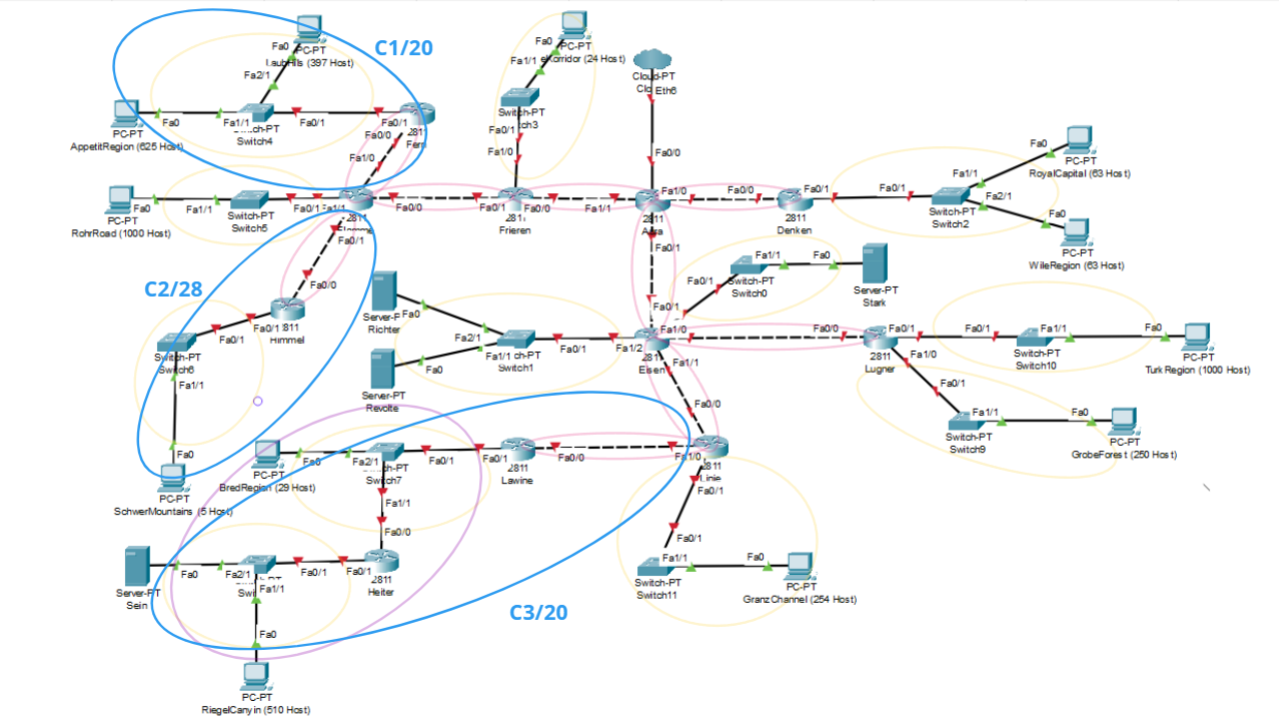 C1/20
Fa0
PC-PT
LaubHills (397 Host)
Fa2/1
PC-PT
AppetitRegion (625 Host)
Fa0
Fa1/1
Switch4
Fa0/1
Fa0/1
Fa0/0
2811
Fern
Fa1/0
Fa0
PC-PT
(24 Host)
Fa1/1
Switch-PT
Fa0/1
Fa1/0
Cloud-PT
Eth6
Fa0/0
PC-PT
RohrRoad (1000 Host)
Fa0
Fa1/1
Switch-PT
Switch5
Fa0/1
Fa1/1
2811
Fa0/0
Fa0/1
Fa0/0
Frieren
Fa1/1
Fa1/0
2811
Fa0/1
Fa0/0
Fa0/1
2811
Denken
Fa0/1
Fa1/1
Fa2/1
Switch-PT
Switch2
Fa0
PC-PT
RoyalCapital (63 Host)
Fa0
PC-PT
WileRegion (63 Host)
C2/28
Fa0/1
Fa0/0
2811
Himmel
Fa0/1
Fa0/1
Switch-PT
Switch6
Fa1/1
Fa0
PC-PT
SchwerMountains (5 Host)
Richter
Fa0
Server-PT
Revolte
Fa0
Fa2/1
Fa1/1
Switch1
Fa0/1
Fa1/2
Eisen
Fa0/1
Fa1/0
Fa1/1
Fa0/1
Switch-PT
Switch0
Fa1/1
Fa0
Server-PT
Stark
Fa0/0
2811
Lugner
Fa0/1
Fa1/0
Fa0/1
Fa1/1
Switch-PT
Switch10
Fa0
PC-PT
Turk Region (1000 Host)
Fa0/1
Fa1/1
Switch-PT
Switch9
Fa0
PC-PT
GrobeForest (250 Host)
PC-PT
BredRegion (29 Host)
Fa0
Fa2/1
Switch7
Fa0/1
Fa1/1
Fa0/1
2811
Lawine
Fa0/0
Fa1/0
Fa0/0
2811
Linie
Fa0/1
Fa0/1
Fa1/1
Switch-PT
Switch11
Fa0
PC-PT
GranzChannel (254 Host)
Fa0/0
Fa0/1
2811
Heiter
Fa0/1
Fa2/1
Fa1/1
Fa0
Server-PT
Sein
Fa0
PC-PT
RiegelCanyin (510 Host)
C3/20